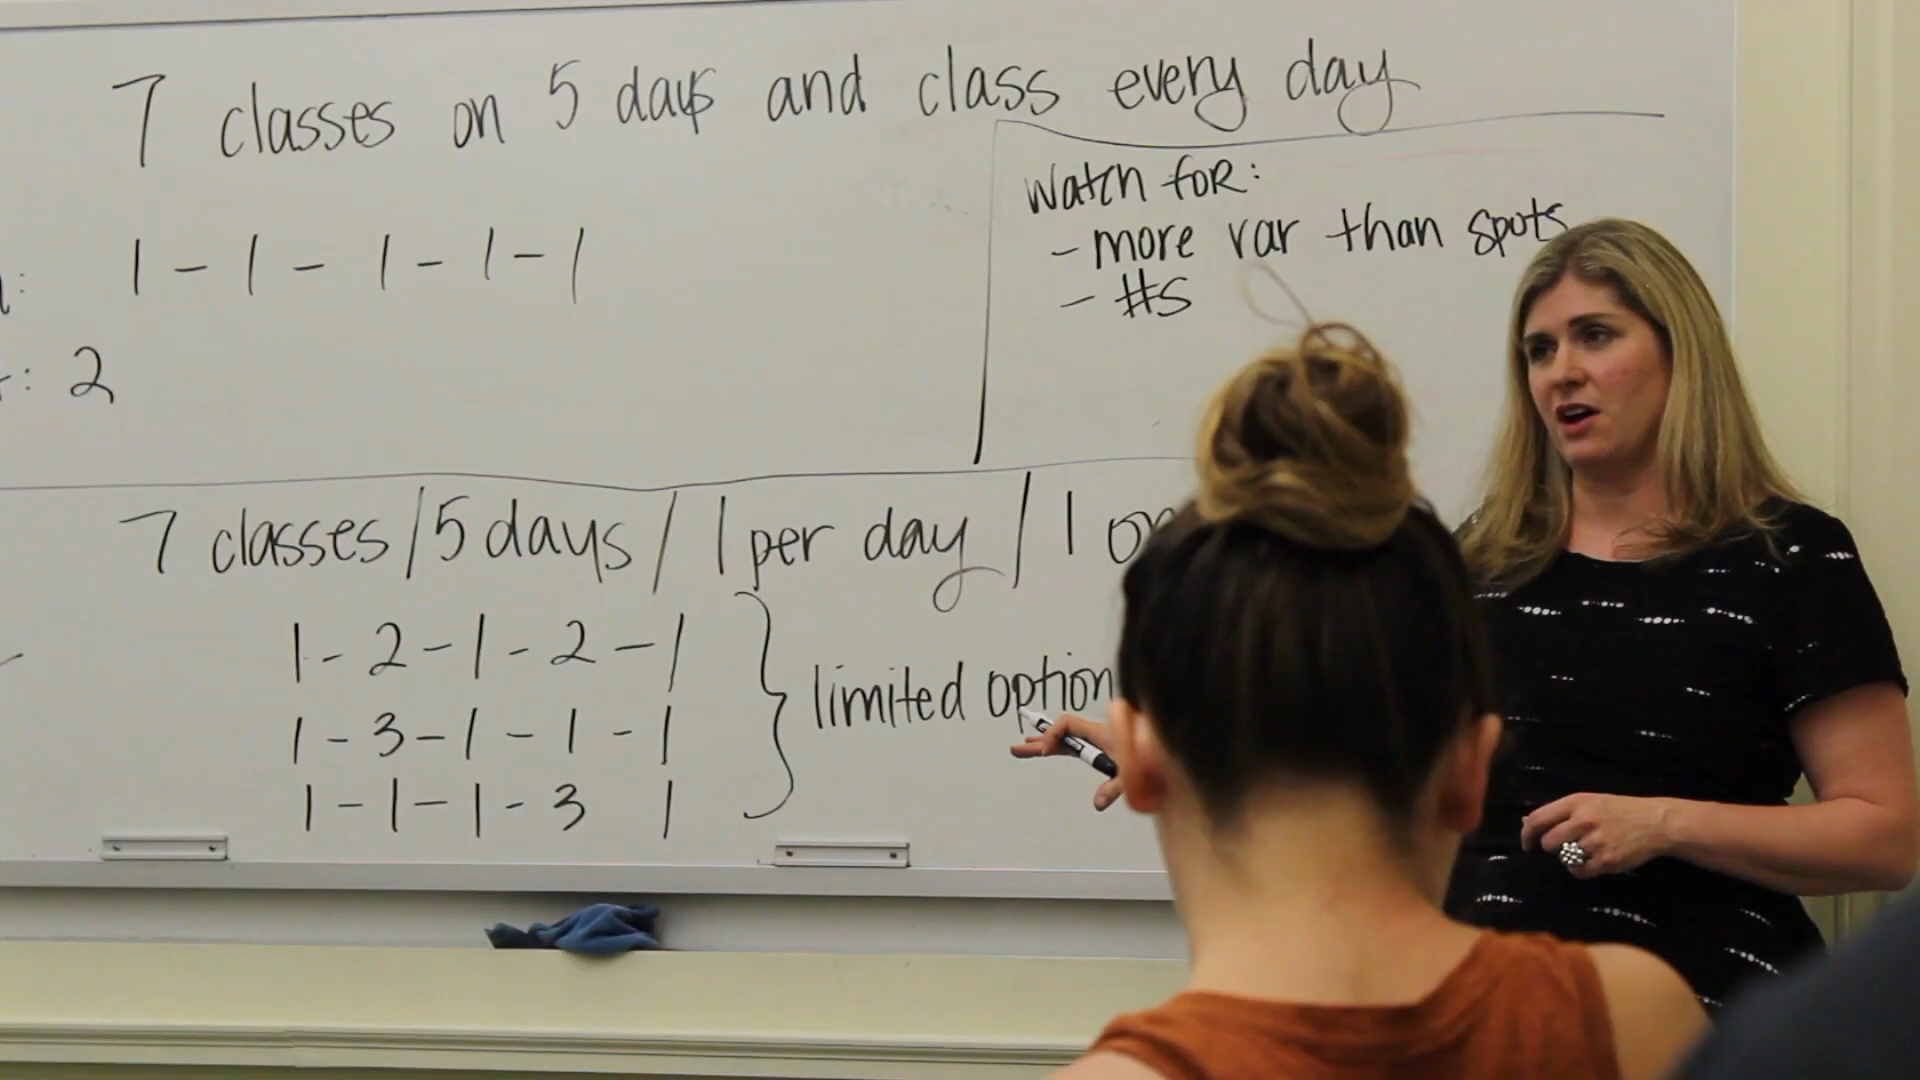 7 classes on 5 days and class every day
Watch for:
- more var than spots
- #s
1 - 1 - 1 - 1 - 1
: 2
7 classes / 5 days / 1 per day / 1
1 - 2 - 1 - 2 - 1
1 - 3 - 1 - 1 - 1
1 - 1 - 1 - 3 1
limited option